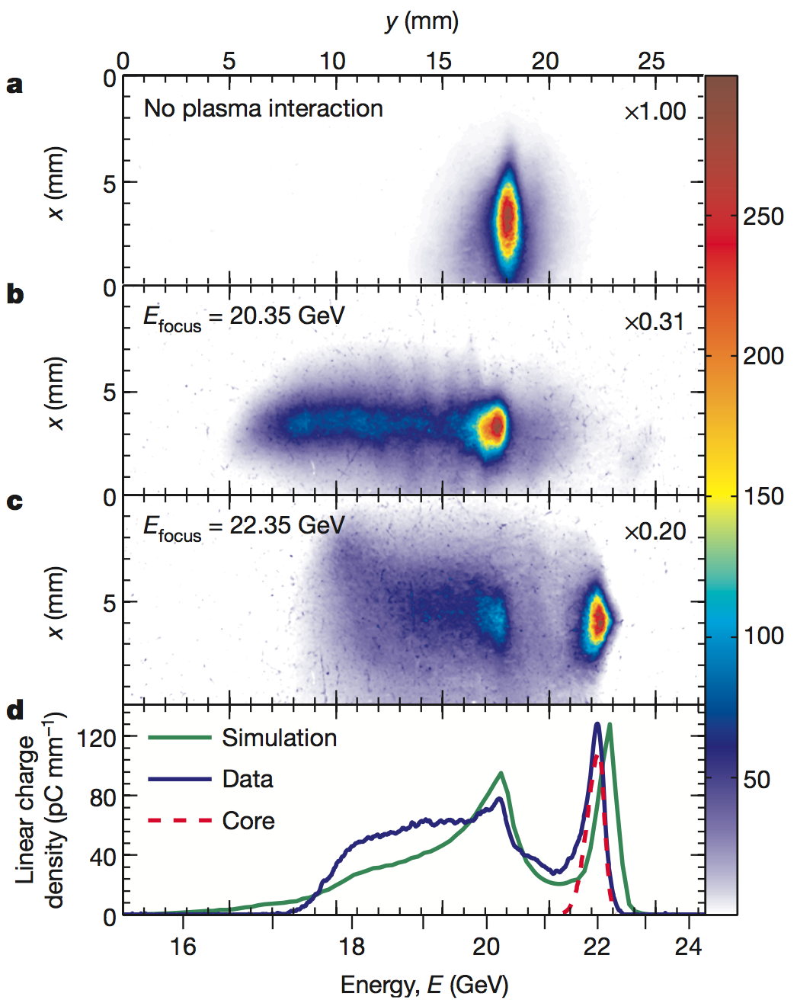 y (mm)
0 5 10 15 20 25
a
0
5
x (mm)
No plasma interaction
×1.00
b
0
5
x (mm)
Efocus = 20.35 GeV
×0.31
c
0
5
x (mm)
Efocus = 22.35 GeV
×0.20
250
200
150
100
50
d
Linear charge
density (pC mm⁻¹)
120
80
40
0
Simulation
Data
Core
16 18 20 22 24
Energy, E (GeV)